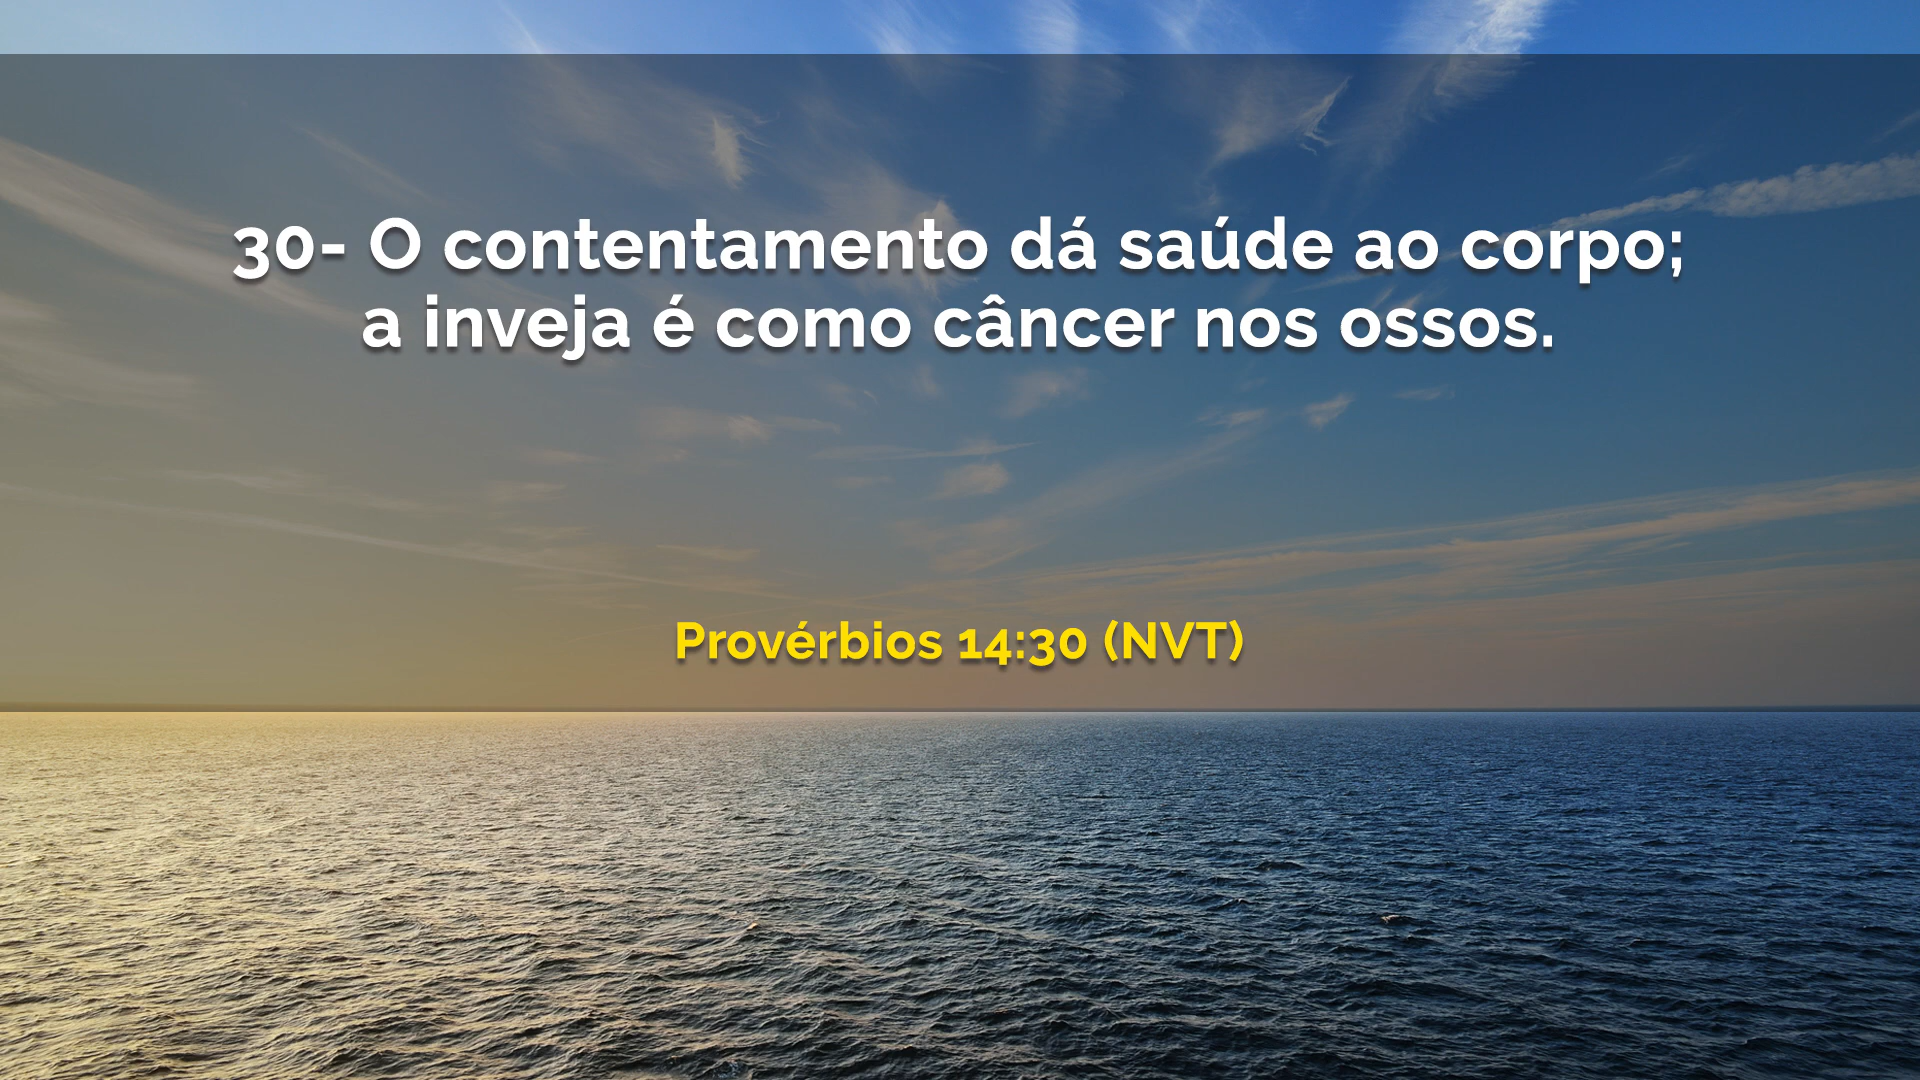 30- O contentamento dá saúde ao corpo;
a inveja é como câncer nos ossos.
Provérbios 14:30 (NVT)